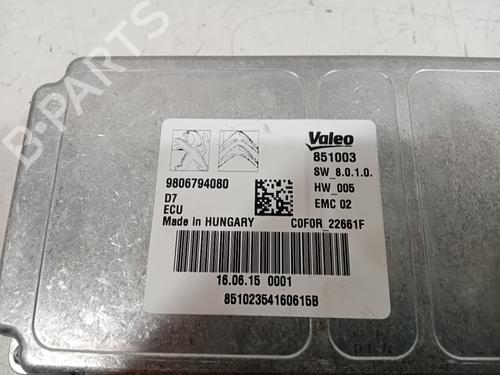 B-PARTS
Valeo
851003
SW_8.0.1.0.
9806794080
HW_005
D7
EMC 02
ECU
Made in HUNGARY
C0F0R_22661F
16.06.15 0001
85102354160615B